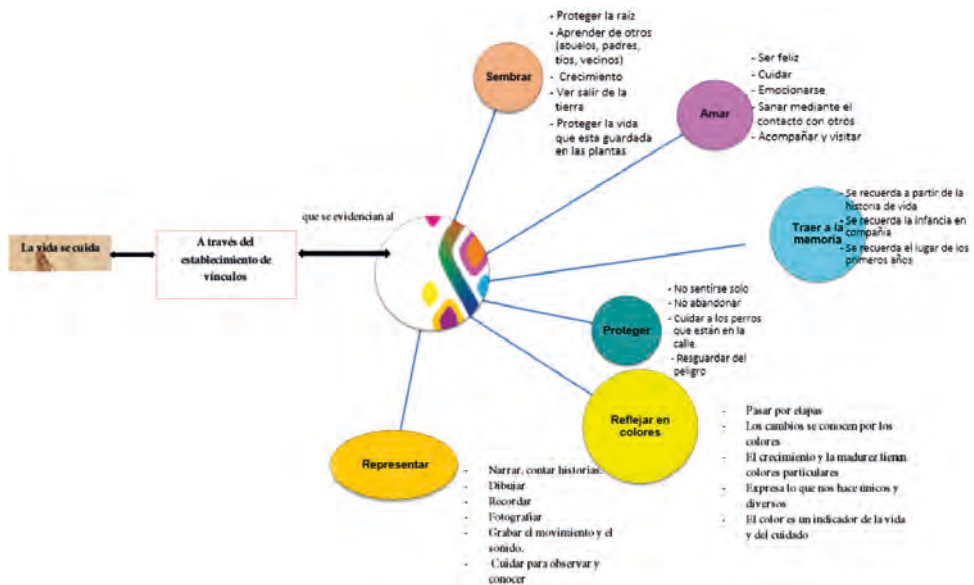 La vida se cuida
A través del
establecimiento de
vínculos
que se evidencian al
Sembrar
- Proteger la raíz
- Aprender de otros
(abuelos, padres,
tíos, vecinos)
- Crecimiento
- Ver salir de la
tierra
- Proteger la vida
que esta guardada
en las plantas
Amar
- Ser feliz
- Cuidar
- Emocionarse
- Sanar mediante el
contacto con otros
- Acompañar y visitar
Traer a la
memoria
- Se recuerda a partir de la
historia de vida
- Se recuerda la infancia en
compañía
- Se recuerda el lugar de los
primeros años
Proteger
- No sentirse solo
- No abandonar
- Cuidar a los perros
que están en la
calle.
- Resguardar del
peligro
Reflejar en
colores
- Pasar por etapas
- Los cambios se conocen por los
colores
- El crecimiento y la madurez tienen
colores particulares
- Expresa lo que nos hace únicos y
diversos
- El color es un indicador de la vida
y del cuidado
Representar
- Narrar, contar historias.
- Dibujar
- Recordar
- Fotografiar
- Grabar el movimiento y el
sonido.
- Cuidar para observar y
conocer